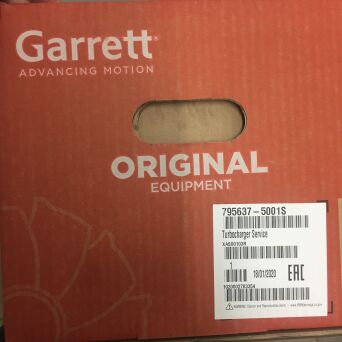 Garrett
ADVANCING MOTION
ORIGINAL
EQUIPMENT
795637-5001S
Turbocharger Service
1
18/01/2020
EAC